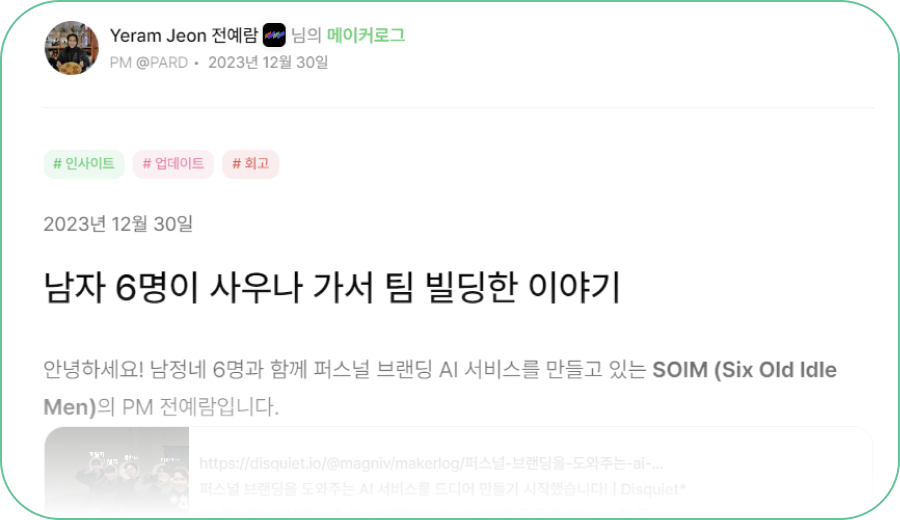 Yeram Jeon 전예람 님의 메이커로그
PM @PARD • 2023년 12월 30일
# 인사이트 # 업데이트 # 회고
2023년 12월 30일
남자 6명이 사우나 가서 팀 빌딩한 이야기
안녕하세요! 남정네 6명과 함께 퍼스널 브랜딩 AI 서비스를 만들고 있는 SOIM (Six Old Idle
Men)의 PM 전예람입니다.
https://disquiet.io/@magniv/makerlog/퍼스널-브랜딩을-도와주는-ai-...
퍼스널 브랜딩을 도와주는 AI 서비스를 드디어 만들기 시작했습니다! | Disquiet*